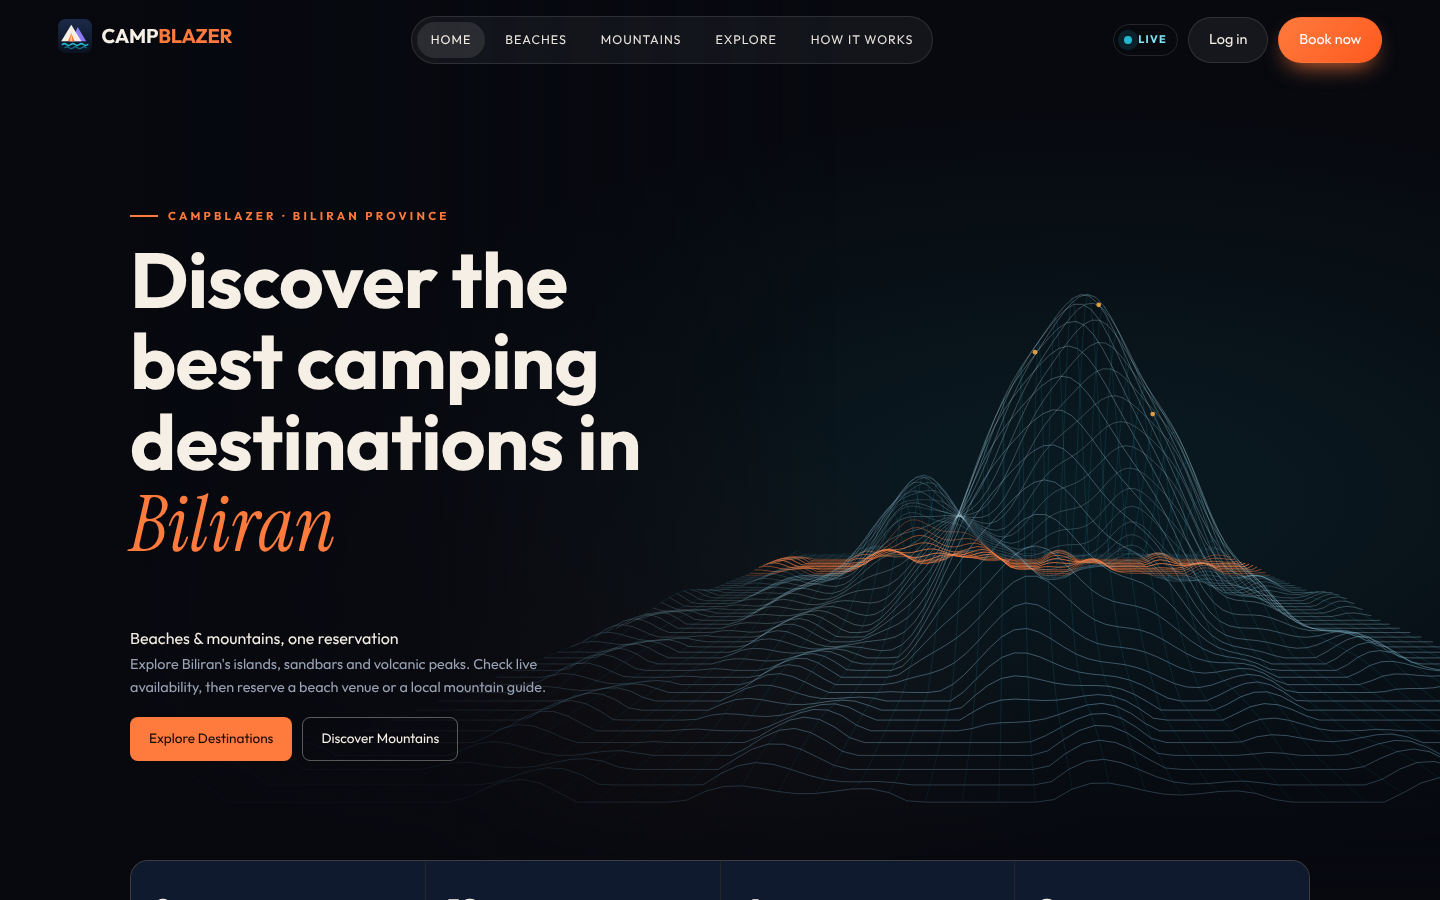 CAMPBLAZER
HOME
BEACHES
MOUNTAINS
EXPLORE
HOW IT WORKS
LIVE
Log in
Book now
CAMPBLAZER · BILIRAN PROVINCE
Discover the
best camping
destinations in
Biliran
Beaches & mountains, one reservation
Explore Biliran's islands, sandbars and volcanic peaks. Check live
availability, then reserve a beach venue or a local mountain guide.
Explore Destinations
Discover Mountains